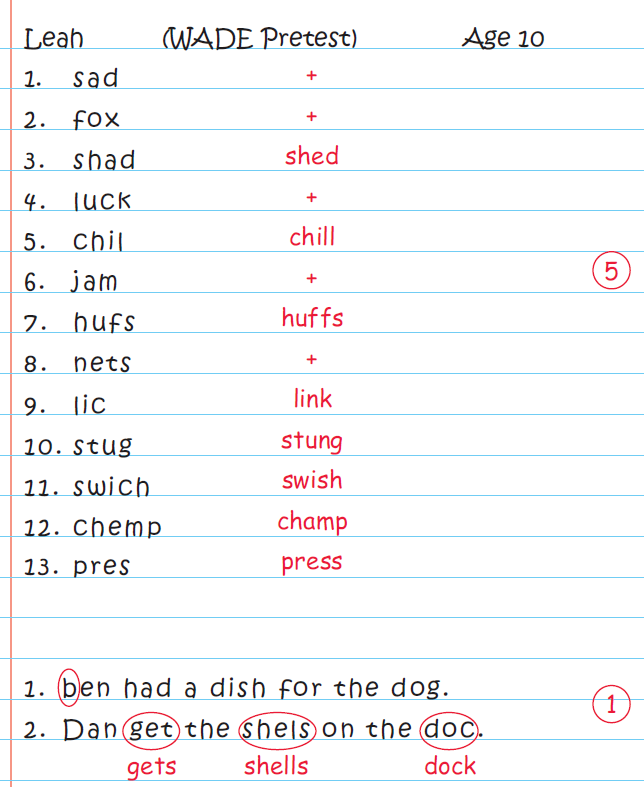 Leah (WADE Pretest) Age 10
1. sad +
2. fox +
3. shad shed
4. luck +
5. chil chill
5
6. jam +
7. hufs huffs
8. nets +
9. lic link
10. stug stung
11. swich swish
12. chemp champ
13. pres press
1. ben had a dish for the dog.
1
2. Dan get the shels on the doc.
gets shells dock